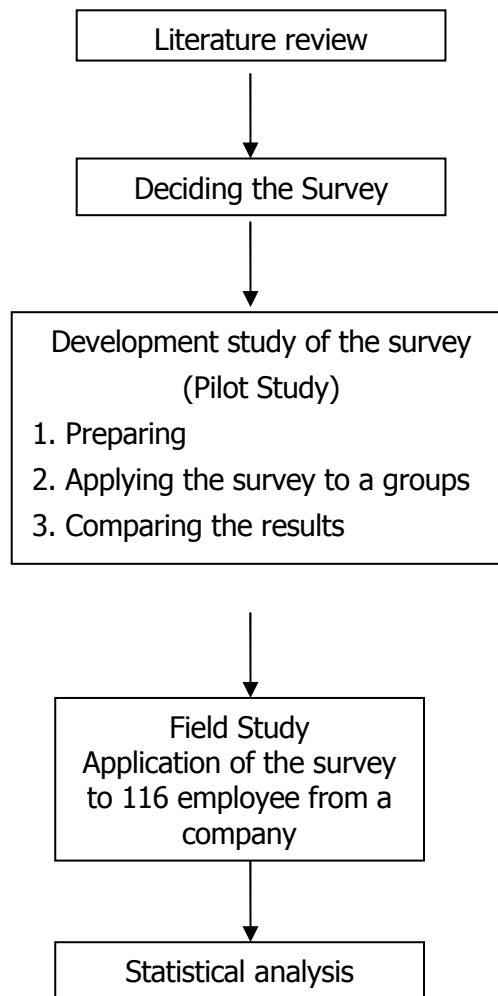 Literature review
Deciding the Survey
Development study of the survey
(Pilot Study)
1. Preparing
2. Applying the survey to a groups
3. Comparing the results
Field Study
Application of the survey
to 116 employee from a
company
Statistical analysis